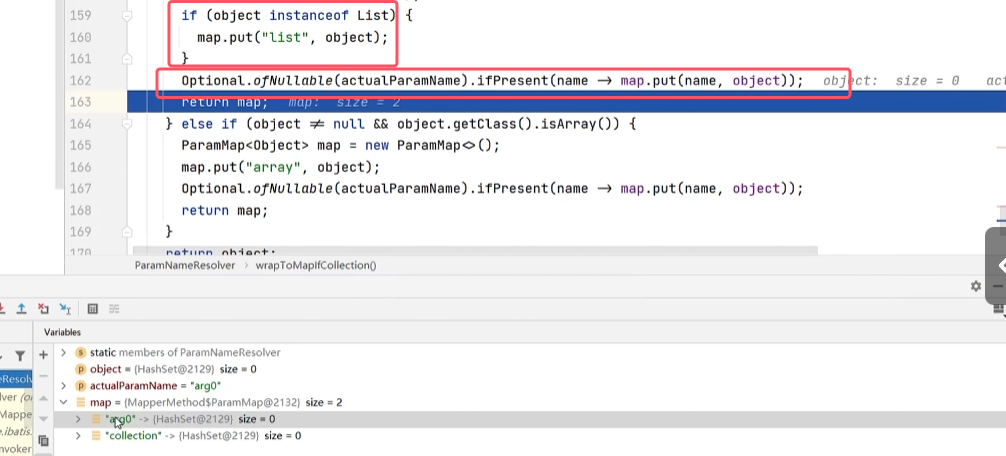 159 if (object instanceof List) {
160 map.put("list", object);
161 }
162 Optional.ofNullable(actualParamName).ifPresent(name → map.put(name, object)); object: size = 0 act
163 return map; map: size = 2
164 } else if (object ≠ null && object.getClass().isArray()) {
165 ParamMap<Object> map = new ParamMap<>();
166 map.put("array", object);
167 Optional.ofNullable(actualParamName).ifPresent(name → map.put(name, object));
168 return map;
169 }
170 return object;
ParamNameResolver › wrapToMapIfCollection()
Variables
static members of ParamNameResolver
object = {HashSet@2129} size = 0
eResolv
actualParamName = "arg0"
lver (o
map = {MapperMethod$ParamMap@2132} size = 2
Mappe
"arg0" -> {HashSet@2129} size = 0
e.ibatis.
"collection" -> {HashSet@2129} size = 0
nvoker